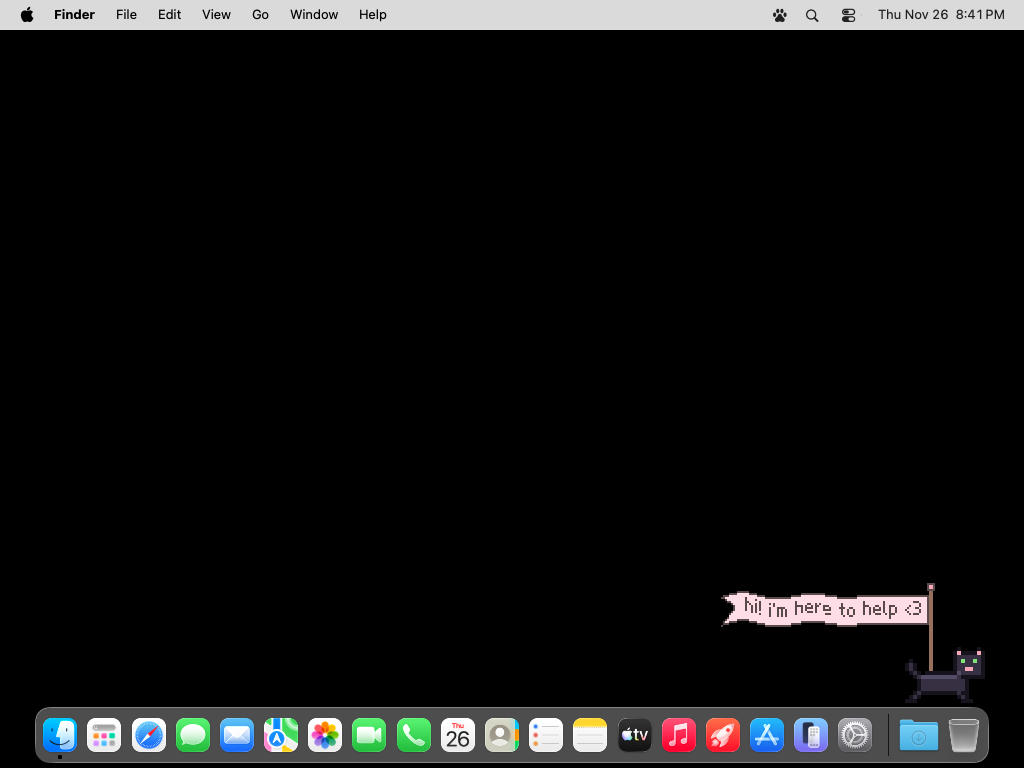 Finder File Edit View Go Window Help Thu Nov 26 8:41 PM
hi! i'm here to help <3
Thu
26
tv